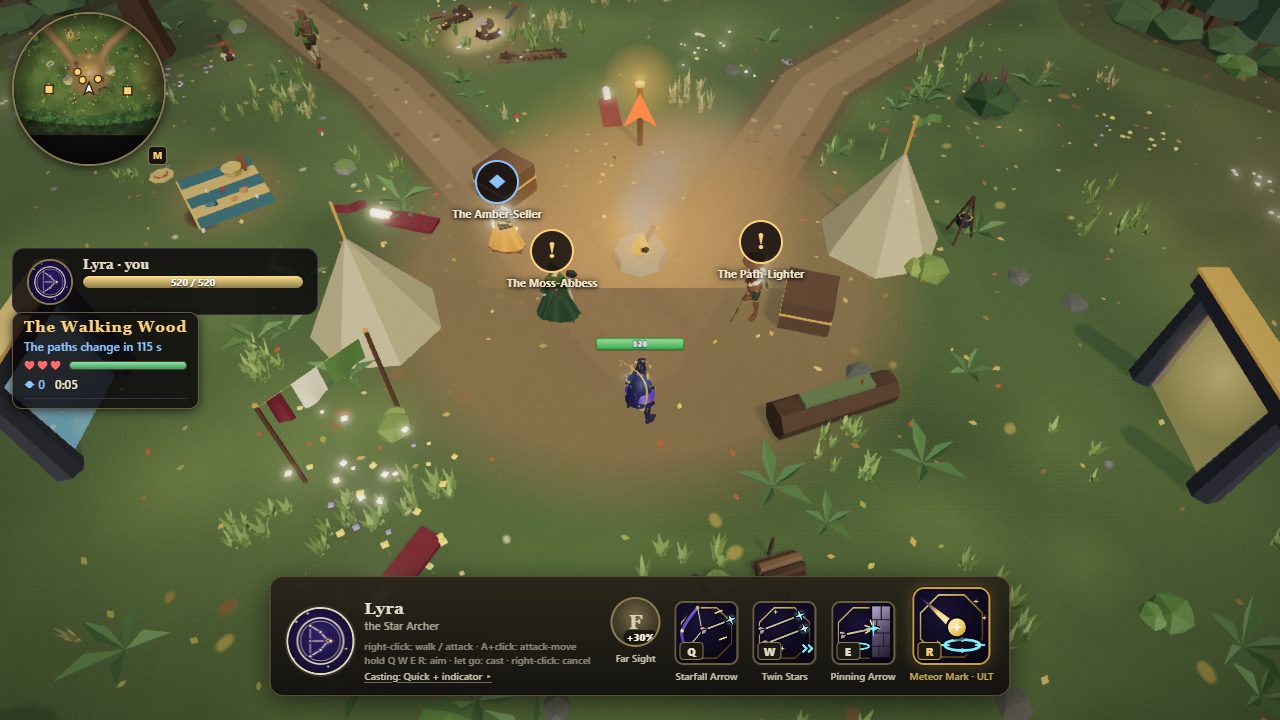 M
The Amber-Seller
!
The Moss-Abbess
!
The Path-Lighter
Lyra · you
520 / 520
The Walking Wood
The paths change in 115 s
0 0:05
520
Lyra
the Star Archer
right-click: walk / attack · A+click: attack-move
hold Q W E R: aim · let go: cast · right-click: cancel
Casting: Quick + indicator
F
+30%
Far Sight
Q
Starfall Arrow
W
Twin Stars
E
Pinning Arrow
R
Meteor Mark · ULT